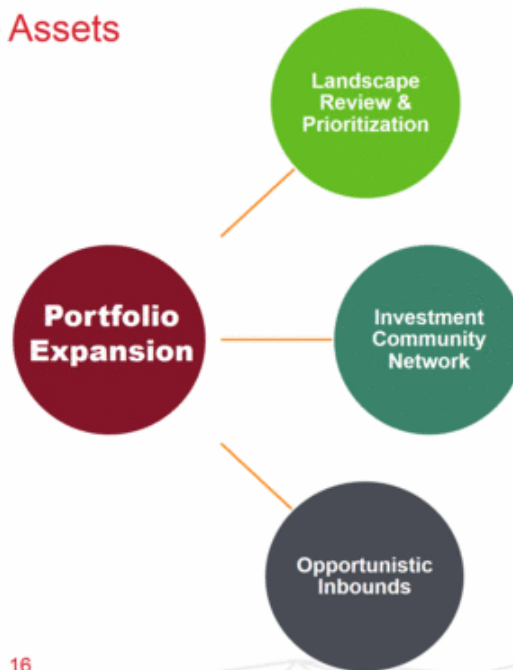 Assets
Landscape
Review &
Prioritization
Portfolio
Expansion
Investment
Community
Network
Opportunistic
Inbounds
16